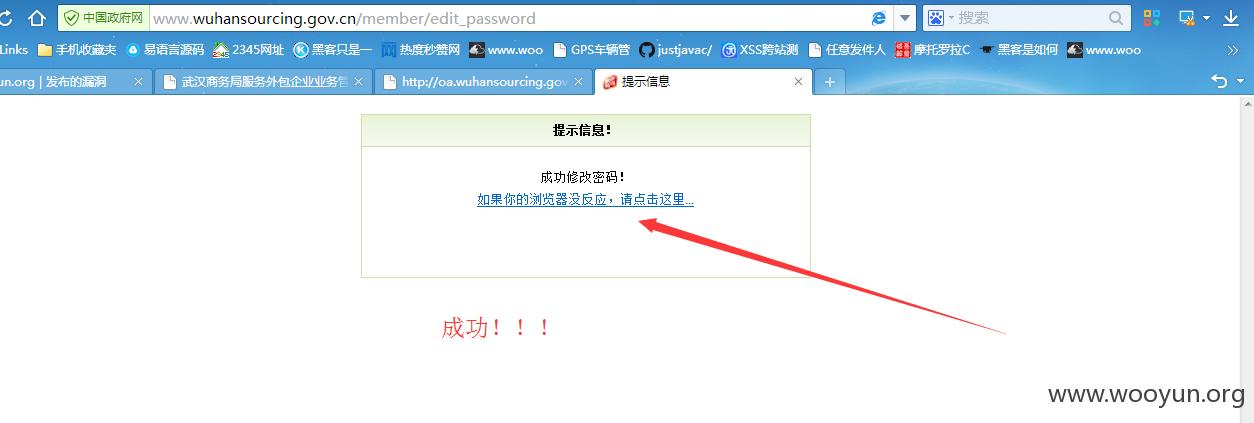 中国政府网 www.wuhansourcing.gov.cn/member/edit_password 搜索
Links 手机收藏夹 易语言源码 2345网址 黑客只是一 热度秒赞网 www.woo GPS车辆管 justjavac/ XSS跨站测 任意发件人 摩托罗拉C 黑客是如何 www.woo
un.org | 发布的漏洞 武汉商务局服务外包企业业务管 http://oa.wuhansourcing.gov 提示信息
提示信息!
成功修改密码!
如果你的浏览器没反应，请点击这里...
成功！！！
www.wooyun.org